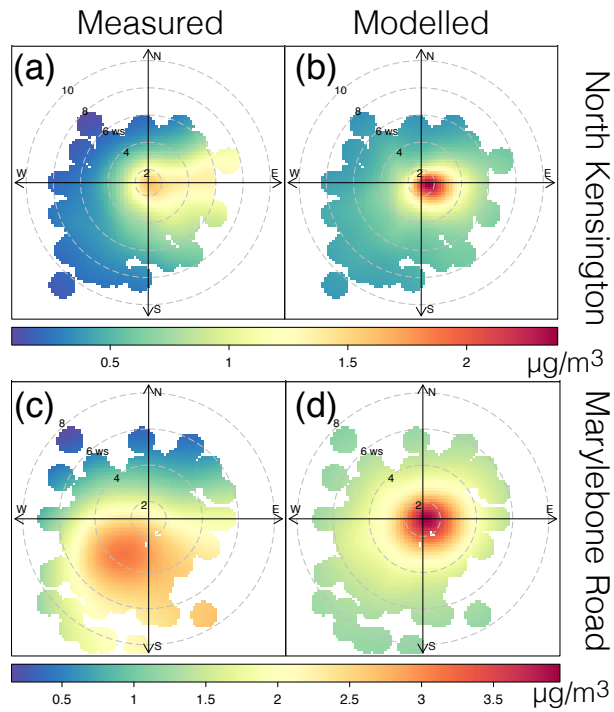 Measured Modelled
(a) N 10 8 6 ws 4 2 W E S
(b) N 10 8 6 ws 4 2 W E S
North Kensington
0.5 1 1.5 2 µg/m3
(c) N 8 6 ws 4 2 W E S
(d) N 8 6 ws 4 2 W E S
Marylebone Road
0.5 1 1.5 2 2.5 3 3.5 µg/m3